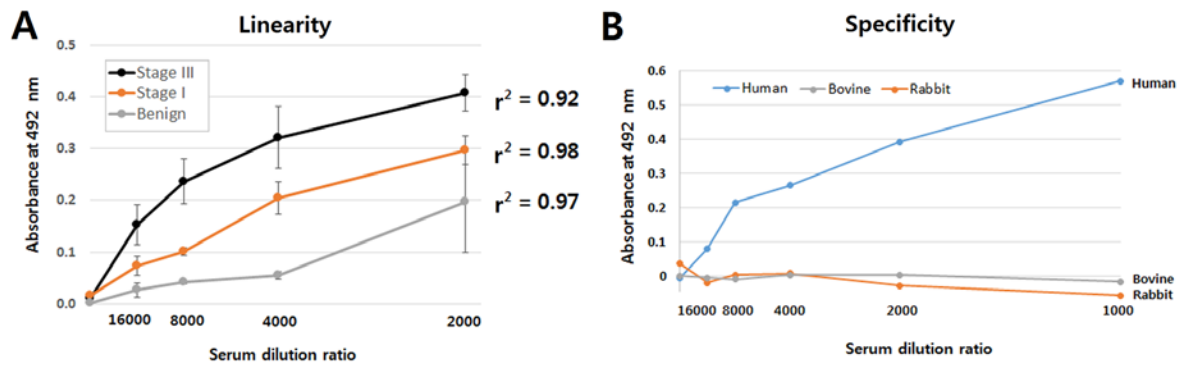 A
Linearity
0.5
0.4
0.3
0.2
0.1
0.0
Absorbance at 492 nm
Stage III
Stage I
Benign
r² = 0.92
r² = 0.98
r² = 0.97
16000 8000 4000 2000
Serum dilution ratio
B
Specificity
0.6
0.5
0.4
0.3
0.2
0.1
0
Absorbance at 492 nm
Human Bovine Rabbit
Human
Bovine
Rabbit
16000 8000 4000 2000 1000
Serum dilution ratio